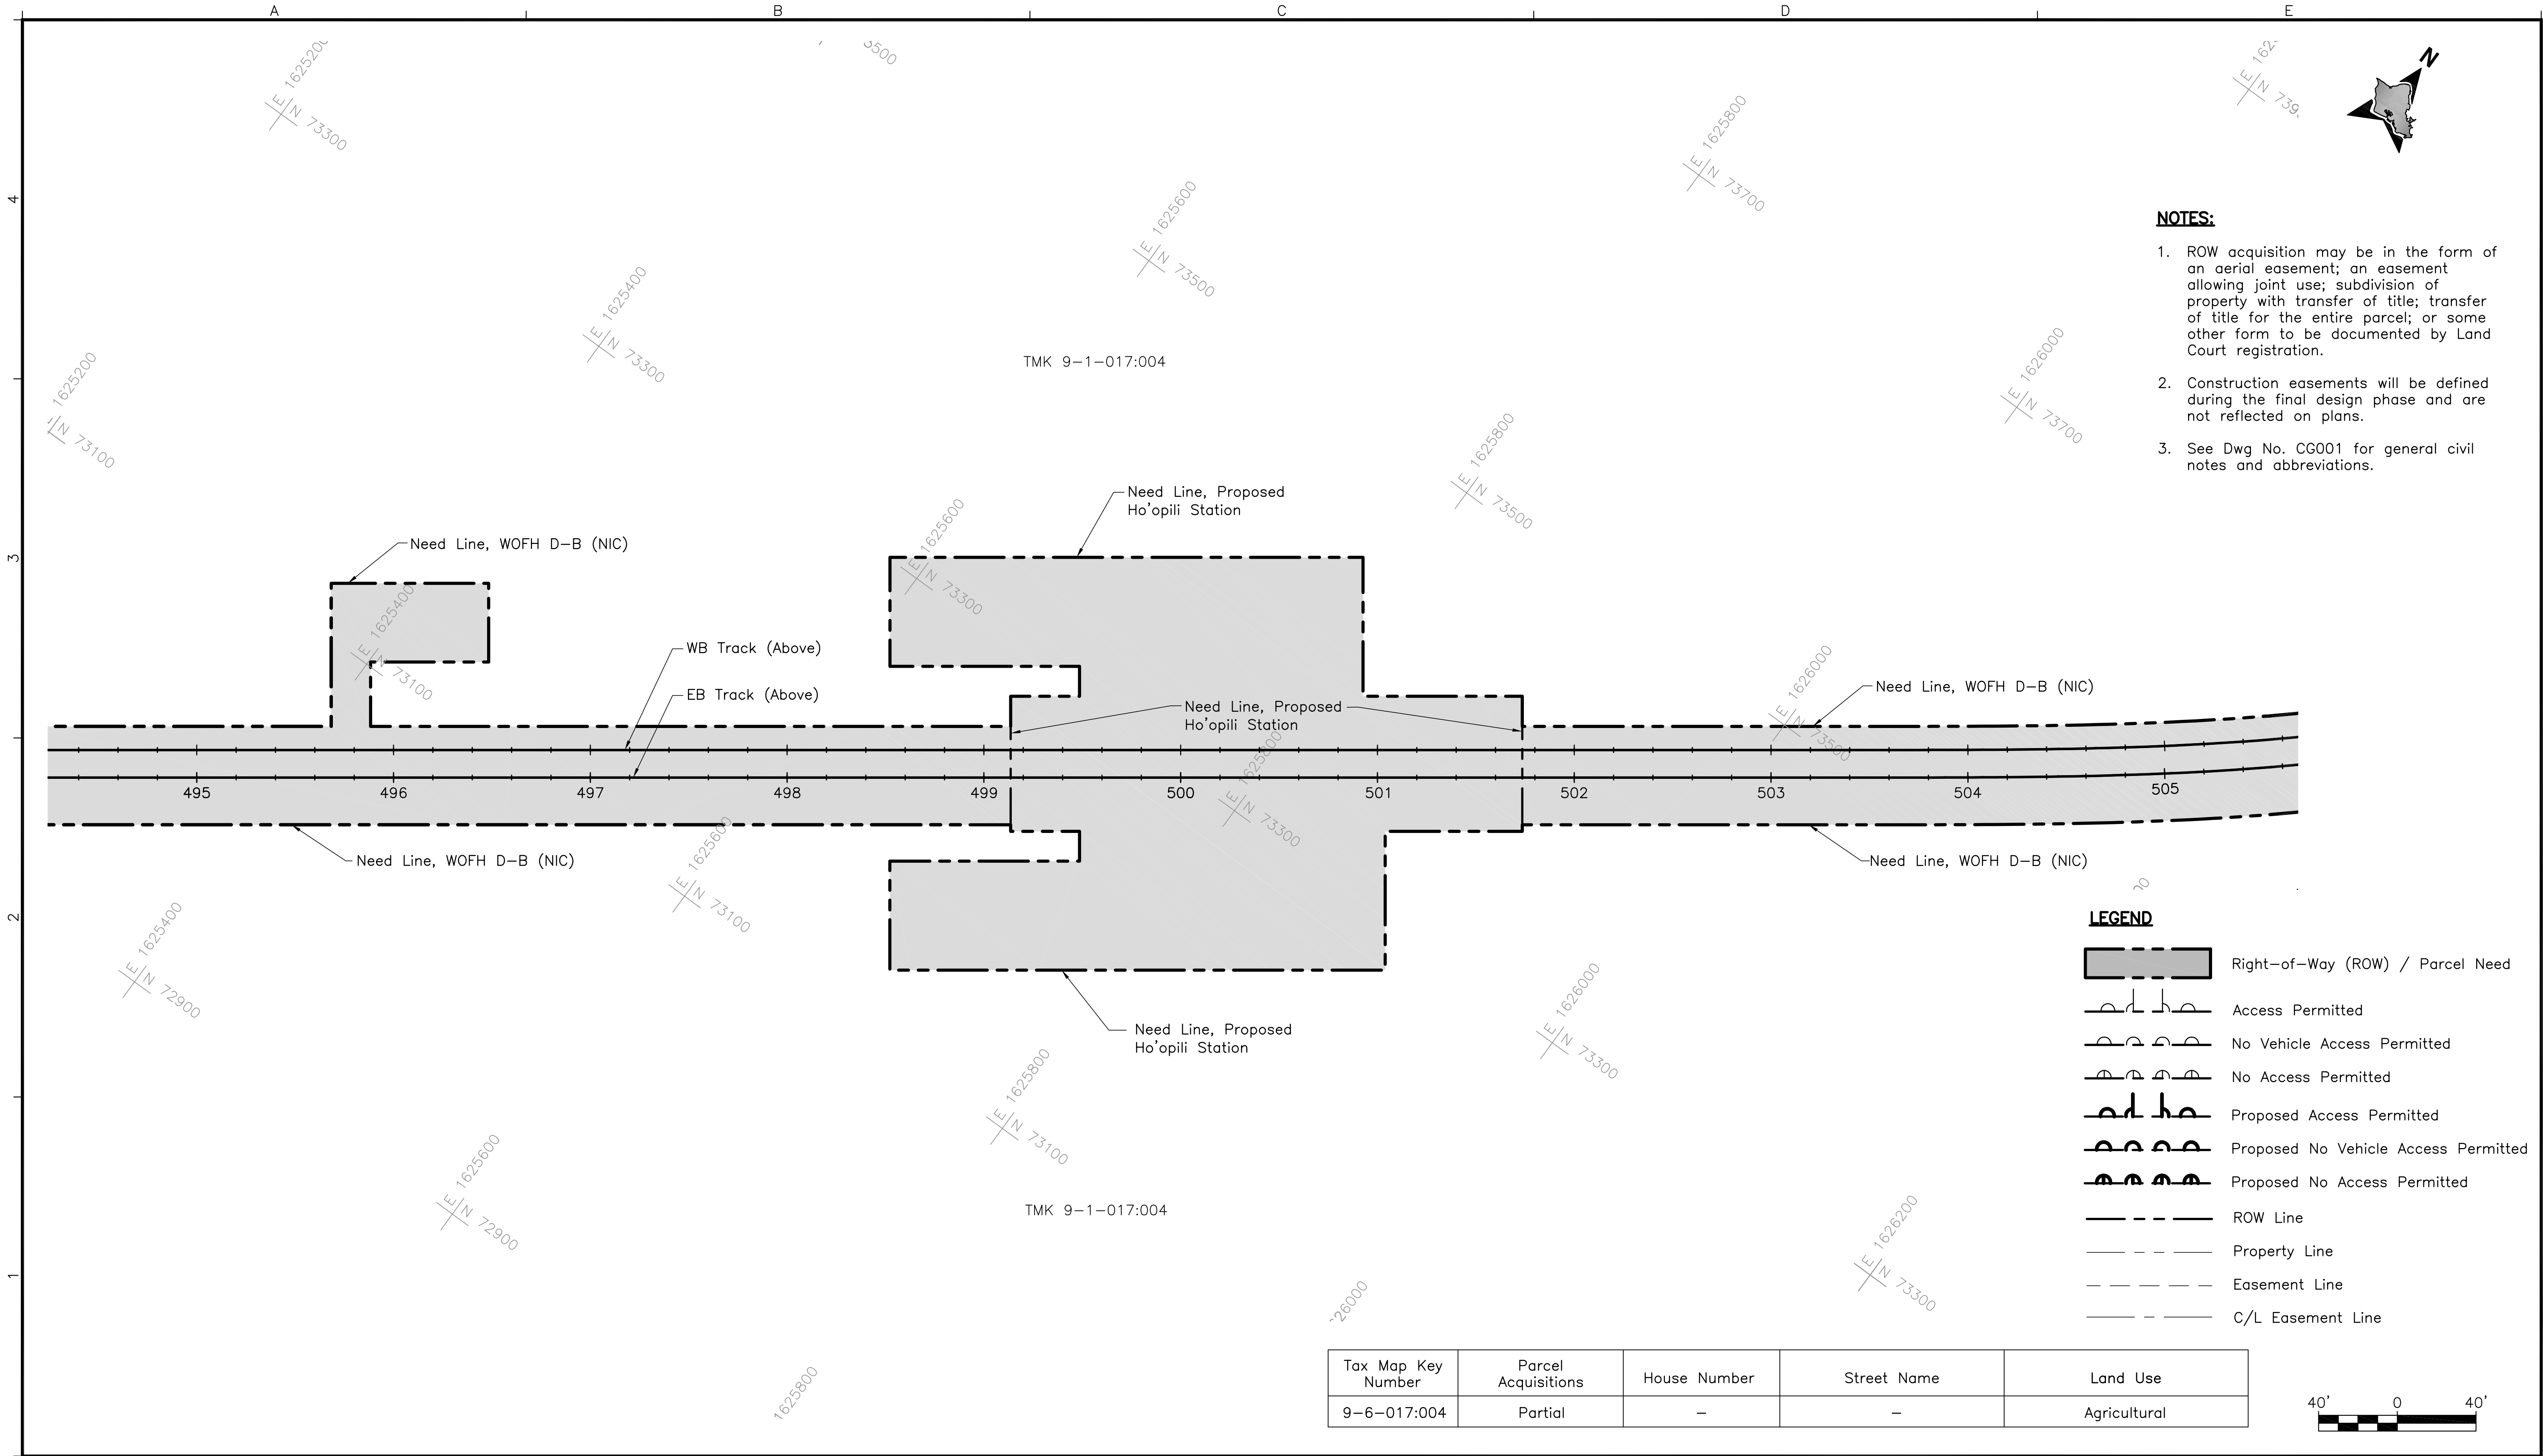 A
B
C
D
E
4
3
2
1
N
E 1625200
N 73300
3500
E 1625800
N 73700
E 1625600
N 73500
E 1625400
N 73300
1625200
N 73100
TMK 9-1-017:004
E 1626000
N 73700
E 1625800
N 73500
NOTES:
1. ROW acquisition may be in the form of
an aerial easement; an easement
allowing joint use; subdivision of
property with transfer of title; transfer
of title for the entire parcel; or some
other form to be documented by Land
Court registration.
2. Construction easements will be defined
during the final design phase and are
not reflected on plans.
3. See Dwg No. CG001 for general civil
notes and abbreviations.
Need Line, Proposed
Ho'opili Station
Need Line, WOFH D-B (NIC)
E 1625600
N 73300
E 1625400
N 73100
WB Track (Above)
EB Track (Above)
Need Line, Proposed
Ho'opili Station
E 1626000
N 73500
Need Line, WOFH D-B (NIC)
495
496
497
498
499
500
501
502
503
504
505
E 1625800
N 73300
Need Line, WOFH D-B (NIC)
E 1625600
N 73100
Need Line, WOFH D-B (NIC)
E 1625400
N 72900
Need Line, Proposed
Ho'opili Station
E 1626000
N 73300
E 1625800
N 73100
E 1625600
N 72900
TMK 9-1-017:004
E 1626200
N 73300
26000
1625800
LEGEND
Right-of-Way (ROW) / Parcel Need
Access Permitted
No Vehicle Access Permitted
No Access Permitted
Proposed Access Permitted
Proposed No Vehicle Access Permitted
Proposed No Access Permitted
ROW Line
Property Line
Easement Line
C/L Easement Line
Tax Map Key Number
Parcel Acquisitions
House Number
Street Name
Land Use
9-6-017:004
Partial
-
-
Agricultural
40' 0 40'